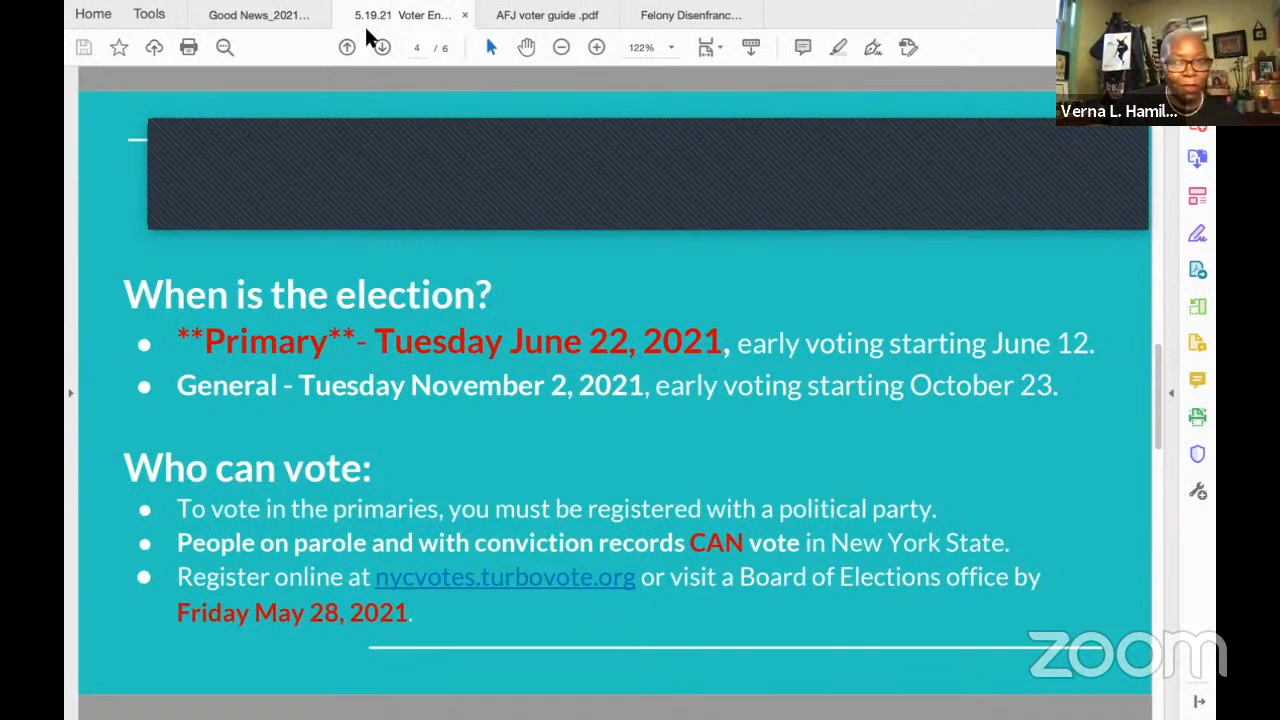 Home Tools Good News_2021... 5.19.21 Voter En... × AFJ voter guide .pdf Felony Disenfranc...
4 / 6 122%
Verna L. Hamil...
When is the election?
**Primary**- Tuesday June 22, 2021, early voting starting June 12.
General - Tuesday November 2, 2021, early voting starting October 23.
Who can vote:
To vote in the primaries, you must be registered with a political party.
People on parole and with conviction records CAN vote in New York State.
Register online at nycvotes.turbovote.org or visit a Board of Elections office by
Friday May 28, 2021.
zoom